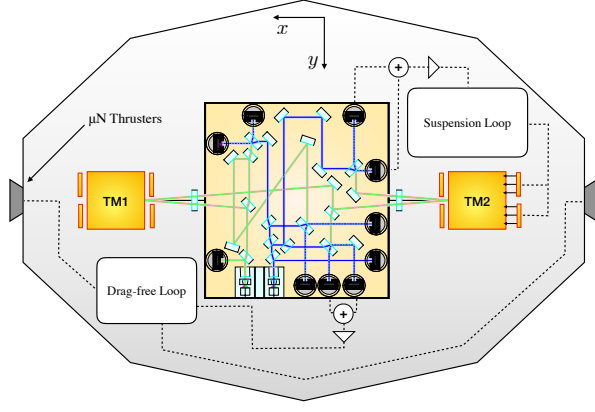 x
y
+
μN Thrusters
Suspension Loop
TM1
TM2
Drag-free Loop
+